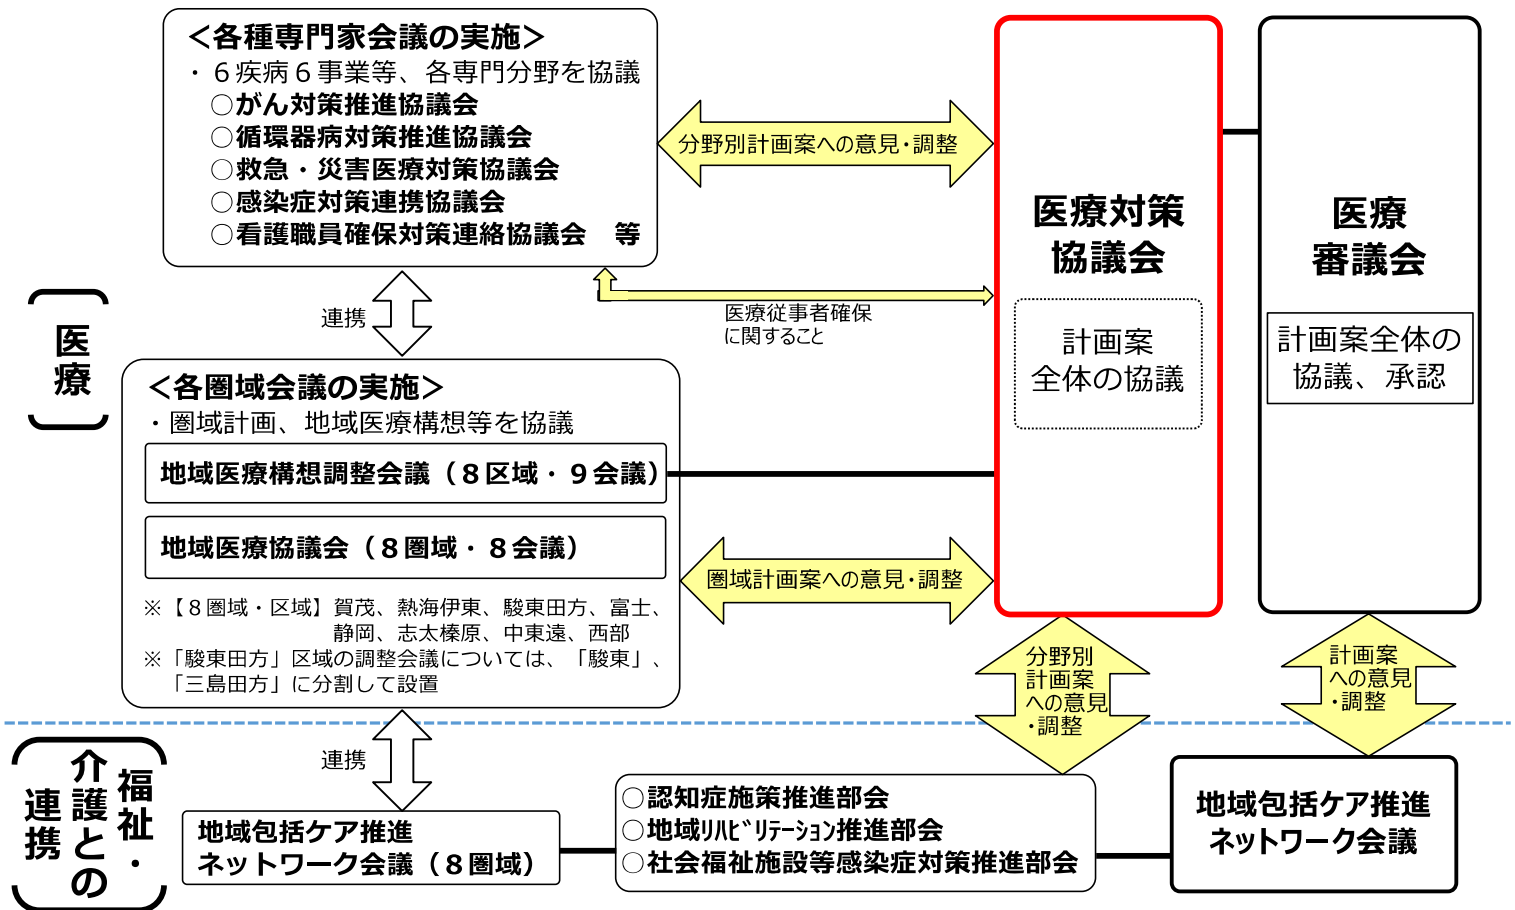 ＜各種専門家会議の実施＞
・６疾病６事業等、各専門分野を協議
○がん対策推進協議会
○循環器病対策推進協議会
○救急・災害医療対策協議会
○感染症対策連携協議会
○看護職員確保対策連絡協議会　等
分野別計画案への意見・調整
医療対策
協議会
計画案
全体の協議
医療
審議会
計画案全体の
協議、承認
連携
医療従事者確保
に関すること
医療
＜各圏域会議の実施＞
・圏域計画、地域医療構想等を協議
地域医療構想調整会議（８区域・９会議）
地域医療協議会（８圏域・８会議）
※【８圏域・区域】賀茂、熱海伊東、駿東田方、富士、
静岡、志太榛原、中東遠、西部
※「駿東田方」区域の調整会議については、「駿東」、
「三島田方」に分割して設置
圏域計画案への意見・調整
分野別
計画案
への意見
・調整
計画案
への意見
・調整
福祉・
介護との
連携
連携
地域包括ケア推進
ネットワーク会議（８圏域）
○認知症施策推進部会
○地域ﾘﾊﾋﾞﾘﾃｰｼｮﾝ推進部会
○社会福祉施設等感染症対策推進部会
地域包括ケア推進
ネットワーク会議